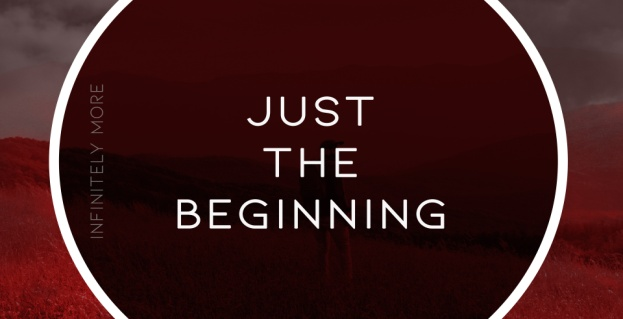 INFINITELY MORE
JUST
THE
BEGINNING